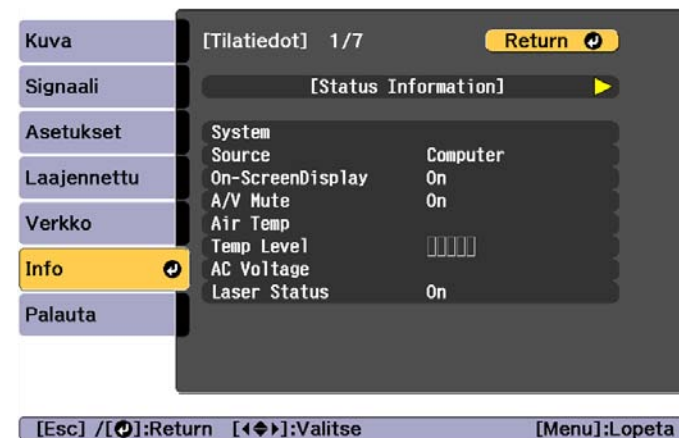 Kuva
Signaali
Asetukset
Laajennettu
Verkko
Info
Palauta
[Tilatiedot] 1/7 Return
[Status Information]
System
Source Computer
On-ScreenDisplay On
A/V Mute On
Air Temp
Temp Level
AC Voltage
Laser Status On
[Esc] /[ ]:Return [ ]:Valitse [Menu]:Lopeta